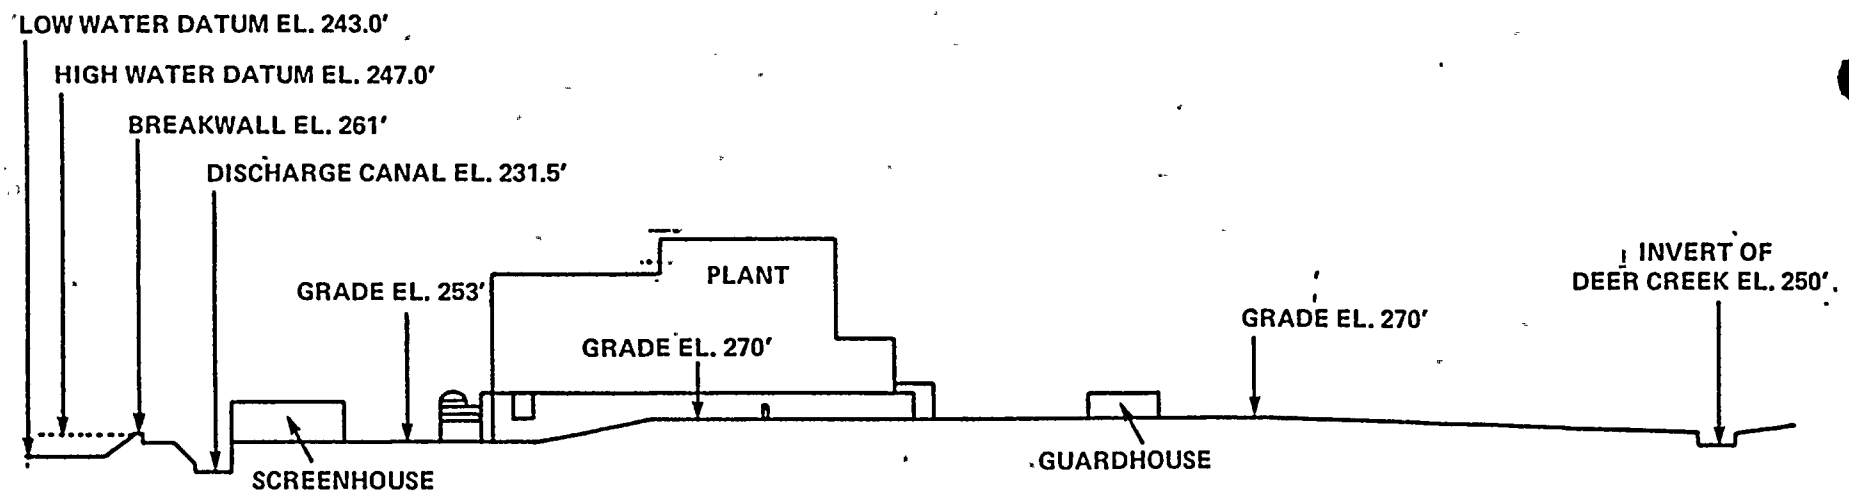 LOW WATER DATUM EL. 243.0'
HIGH WATER DATUM EL. 247.0'
BREAKWALL EL. 261'
DISCHARGE CANAL EL. 231.5'
INVERT OF
DEER CREEK EL. 250'
PLANT
GRADE EL. 253'
GRADE EL. 270'
GRADE EL. 270'
GUARDHOUSE
SCREENHOUSE